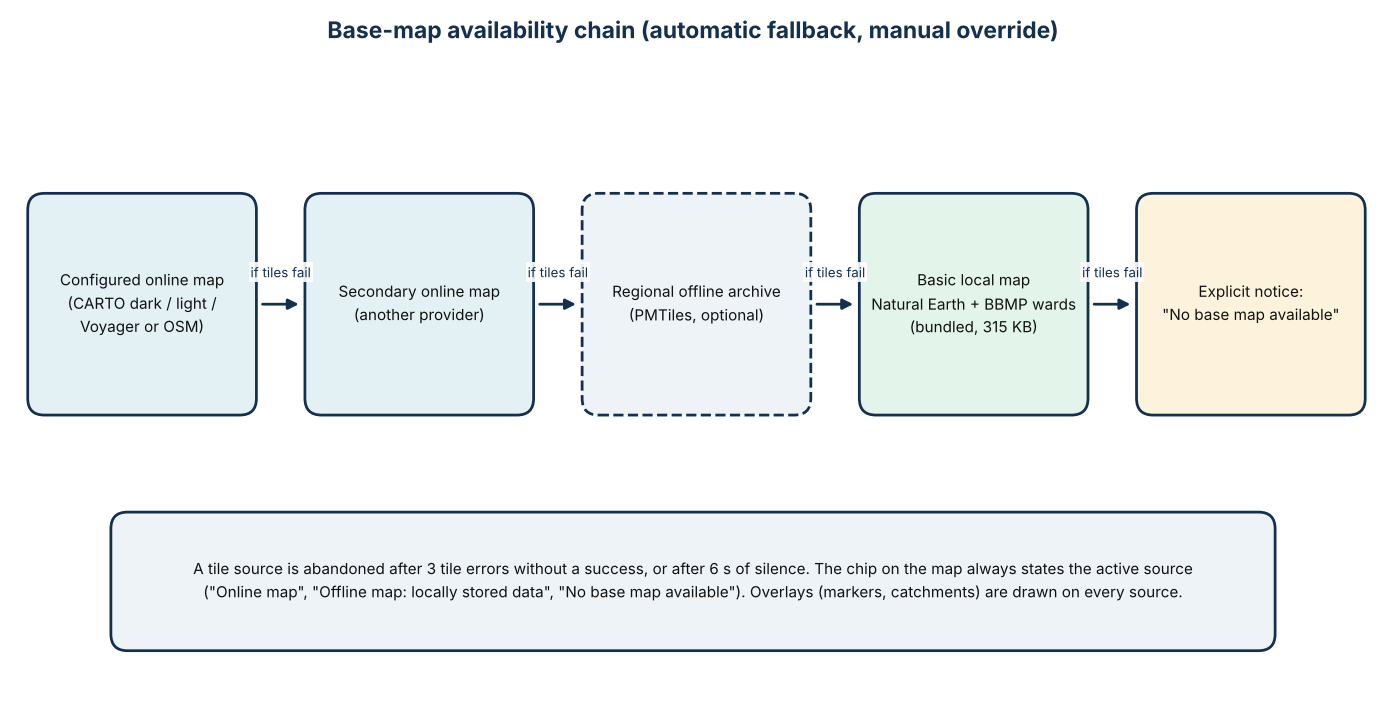 Base-map availability chain (automatic fallback, manual override)
Configured online map
(CARTO dark / light /
Voyager or OSM)
if tiles fail
Secondary online map
(another provider)
if tiles fail
Regional offline archive
(PMTiles, optional)
if tiles fail
Basic local map
Natural Earth + BBMP wards
(bundled, 315 KB)
if tiles fail
Explicit notice:
"No base map available"
A tile source is abandoned after 3 tile errors without a success, or after 6 s of silence. The chip on the map always states the active source
("Online map", "Offline map: locally stored data", "No base map available"). Overlays (markers, catchments) are drawn on every source.